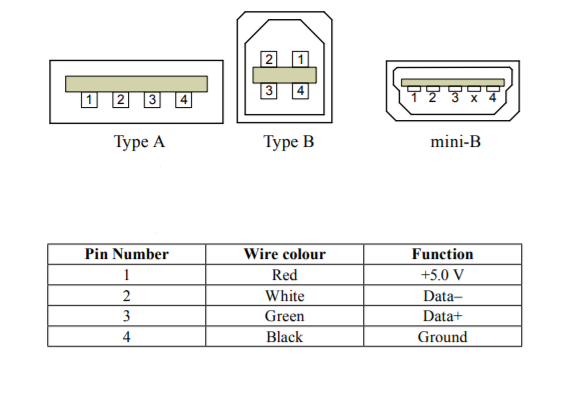 2 1
1 2 3 4
3 4
1 2 3 x 4
Type A Type B mini-B
Pin Number Wire colour Function
1 Red +5.0 V
2 White Data–
3 Green Data+
4 Black Ground